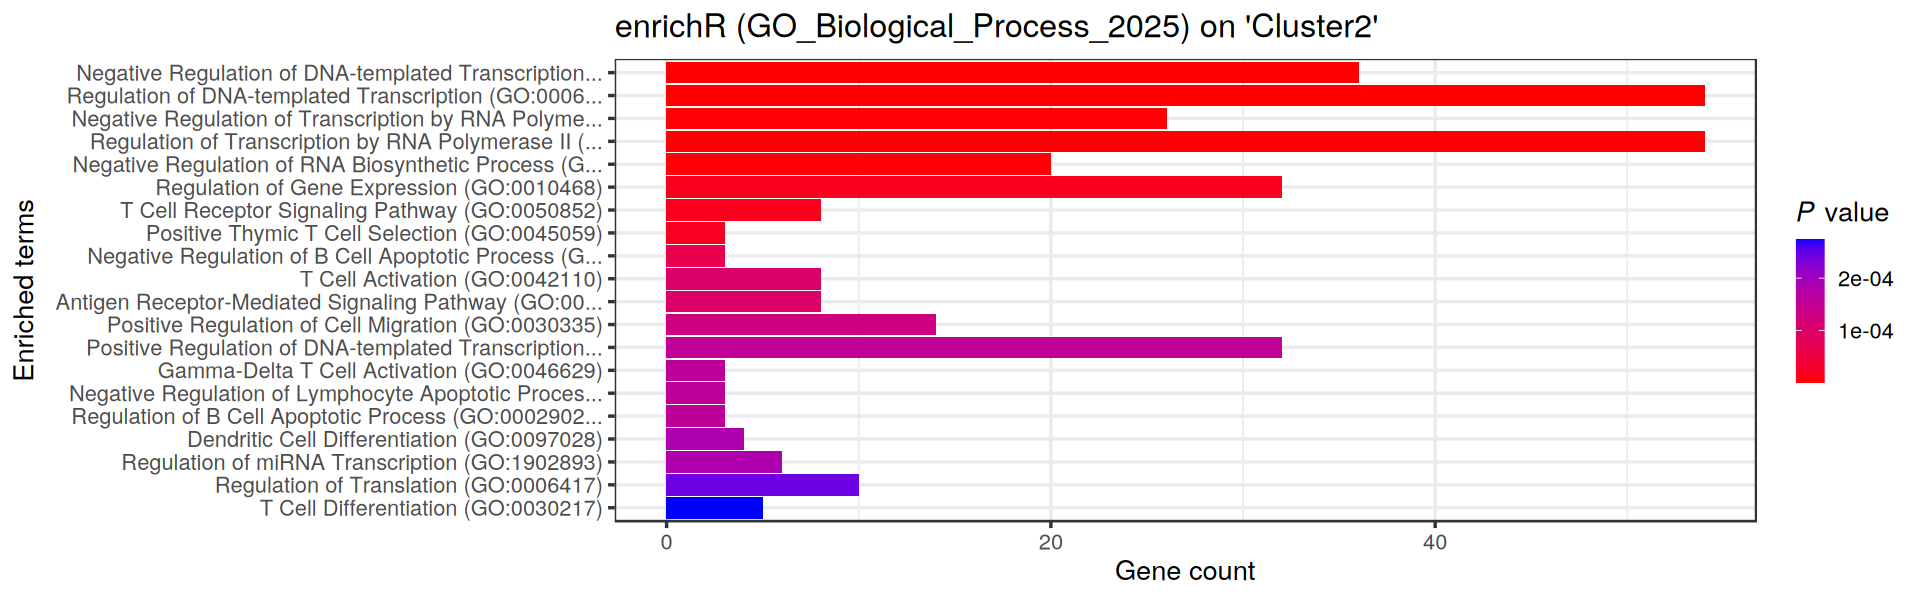 enrichR (GO_Biological_Process_2025) on 'Cluster2'
Negative Regulation of DNA-templated Transcription...
Regulation of DNA-templated Transcription (GO:0006...
Negative Regulation of Transcription by RNA Polyme...
Regulation of Transcription by RNA Polymerase II (...
Negative Regulation of RNA Biosynthetic Process (G...
Regulation of Gene Expression (GO:0010468)
T Cell Receptor Signaling Pathway (GO:0050852)
Positive Thymic T Cell Selection (GO:0045059)
Negative Regulation of B Cell Apoptotic Process (G...
T Cell Activation (GO:0042110)
Antigen Receptor-Mediated Signaling Pathway (GO:00...
Positive Regulation of Cell Migration (GO:0030335)
Positive Regulation of DNA-templated Transcription...
Gamma-Delta T Cell Activation (GO:0046629)
Negative Regulation of Lymphocyte Apoptotic Proces...
Regulation of B Cell Apoptotic Process (GO:0002902...
Dendritic Cell Differentiation (GO:0097028)
Regulation of miRNA Transcription (GO:1902893)
Regulation of Translation (GO:0006417)
T Cell Differentiation (GO:0030217)
Enriched terms
0 20 40
Gene count
P value
2e-04
1e-04